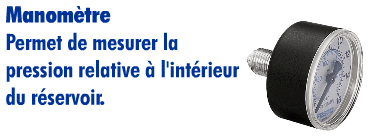 Manomètre
Permet de mesurer la
pression relative à l'intérieur
du réservoir.